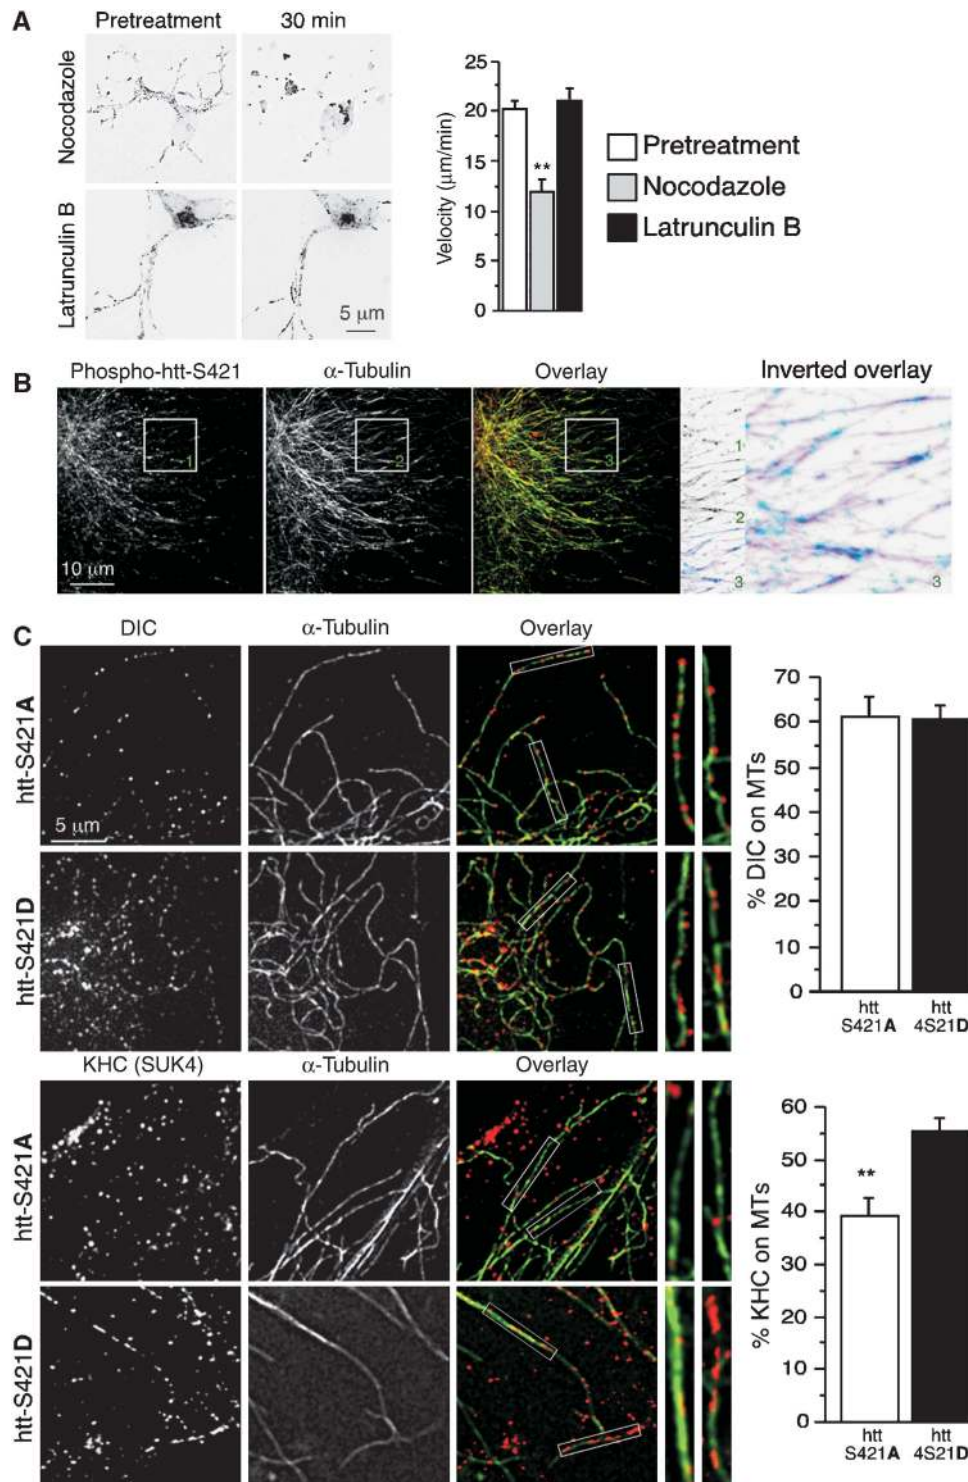 A
Pretreatment
30 min
Nocodazole
Latrunculin B
5 μm
25
20
15
10
5
0
Velocity (μm/min)
**
Pretreatment
Nocodazole
Latrunculin B
B
Phospho-htt-S421
α-Tubulin
Overlay
Inverted overlay
1
2
3
1
2
3
3
10 μm
C
DIC
α-Tubulin
Overlay
htt-S421A
5 μm
htt-S421D
70
60
50
40
30
20
10
0
% DIC on MTs
htt
S421A
htt
4S21D
KHC (SUK4)
α-Tubulin
Overlay
htt-S421A
htt-S421D
60
50
40
30
20
10
0
% KHC on MTs
**
htt
S421A
htt
4S21D